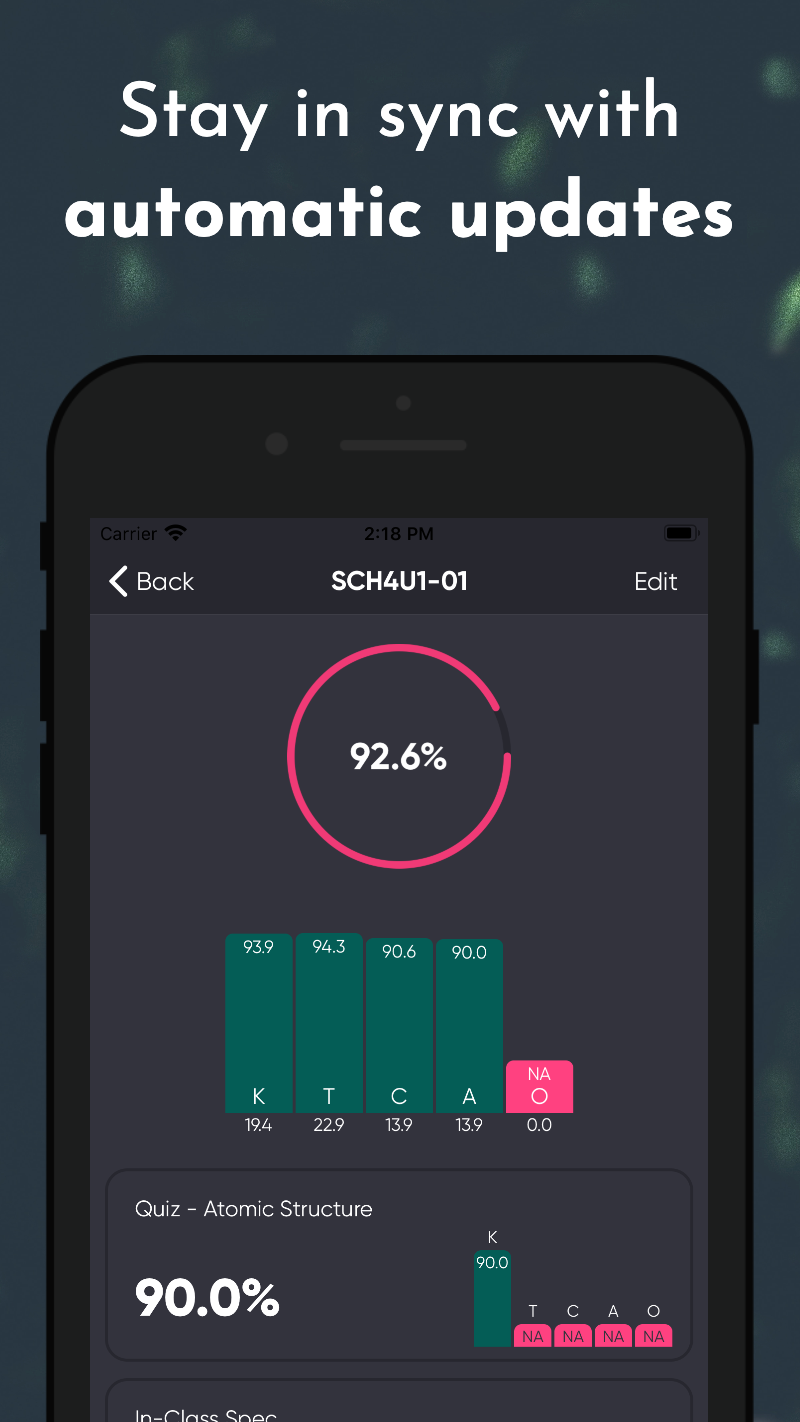 Stay in sync with
automatic updates
Carrier 2:18 PM
Back SCH4U1-01 Edit
92.6%
93.9 94.3 90.6 90.0 NA
K T C A O
19.4 22.9 13.9 13.9 0.0
Quiz - Atomic Structure
K
90.0
90.0%
T C A O
NA NA NA NA
In-Class Spec